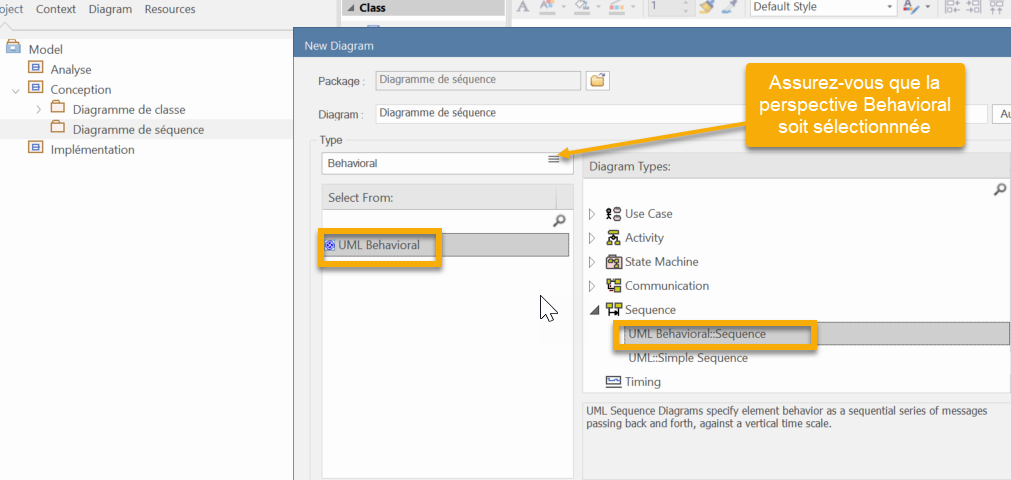 oject Context Diagram Resources
Class
1
Default Style
Model
Analyse
Conception
Diagramme de classe
Diagramme de séquence
Implémentation
New Diagram
Package : Diagramme de séquence
Diagram : Diagramme de séquence
Au
Assurez-vous que la
perspective Behavioral
soit sélectionnnée
Type
Behavioral
Select From:
UML Behavioral
Diagram Types:
Use Case
Activity
State Machine
Communication
Sequence
UML Behavioral::Sequence
UML::Simple Sequence
Timing
UML Sequence Diagrams specify element behavior as a sequential series of messages
passing back and forth, against a vertical time scale.